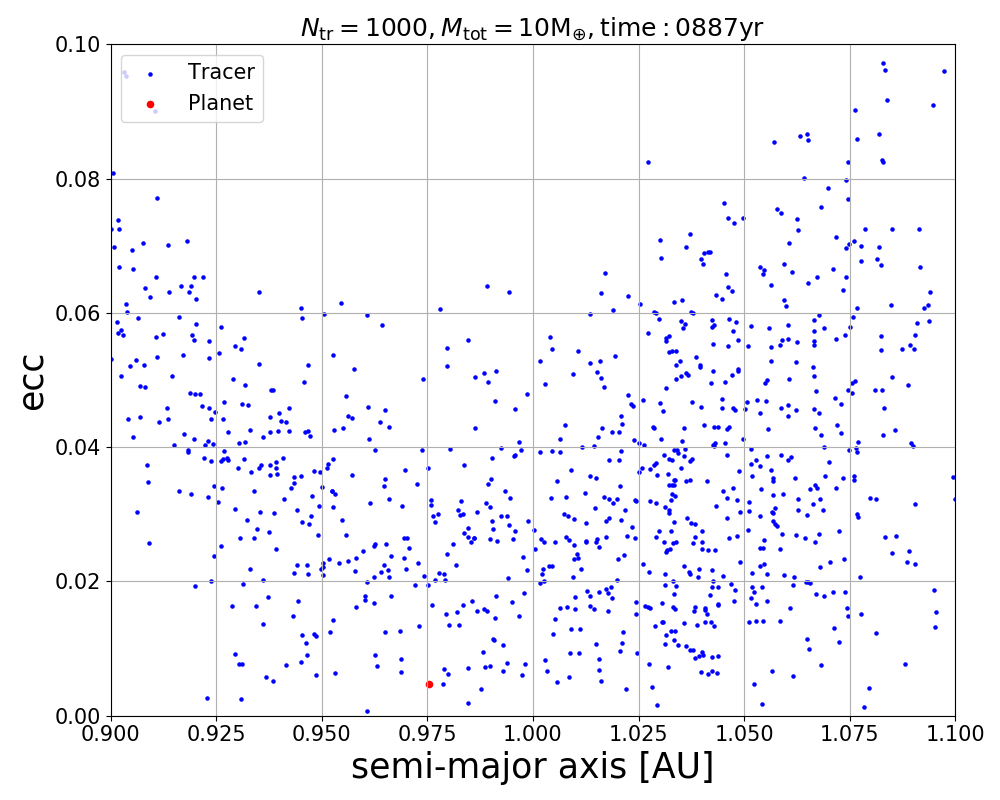 N_tr = 1000, M_tot = 10M_⊕, time : 0887yr
Tracer
Planet
ecc
0.10
0.08
0.06
0.04
0.02
0.00
0.900 0.925 0.950 0.975 1.000 1.025 1.050 1.075 1.100
semi-major axis [AU]